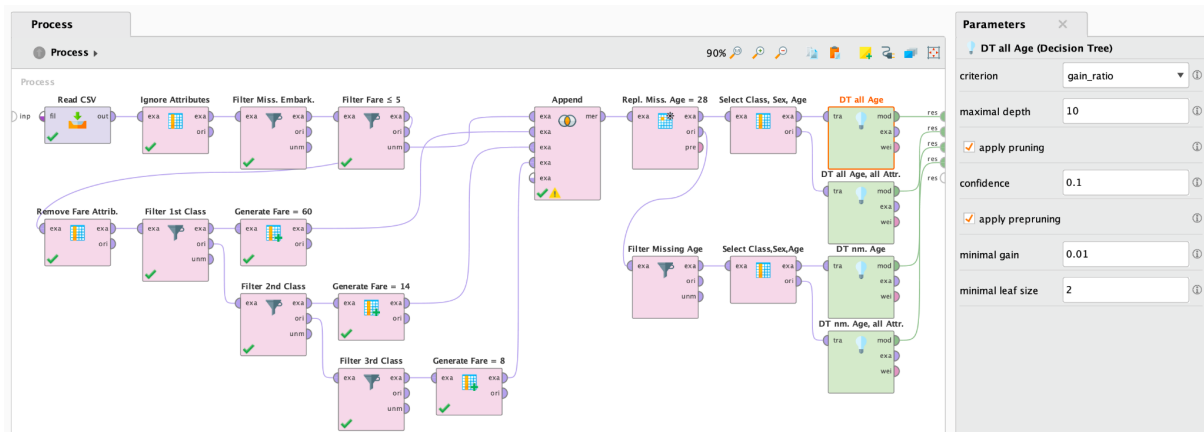 Process
Process
90%
Parameters
DT all Age (Decision Tree)
criterion
gain_ratio
maximal depth
10
apply pruning
confidence
0.1
apply prepruning
minimal gain
0.01
minimal leaf size
2
Process
inp
res
res
res
res
res
Read CSV
fil out
Ignore Attributes
exa exa
ori
Filter Miss. Embark.
exa exa
ori
unm
Filter Fare ≤ 5
exa exa
ori
unm
Append
exa mer
exa
exa
exa
exa
Repl. Miss. Age = 28
exa exa
ori
pre
Select Class, Sex, Age
exa exa
ori
DT all Age
tra mod
exa
wei
DT all Age, all Attr.
tra mod
exa
wei
Remove Fare Attrib.
exa exa
ori
Filter 1st Class
exa exa
ori
unm
Generate Fare = 60
exa exa
ori
Filter Missing Age
exa exa
ori
unm
Select Class,Sex,Age
exa exa
ori
DT nm. Age
tra mod
exa
wei
Filter 2nd Class
exa exa
ori
unm
Generate Fare = 14
exa exa
ori
DT nm. Age, all Attr.
tra mod
exa
wei
Filter 3rd Class
exa exa
ori
unm
Generate Fare = 8
exa exa
ori